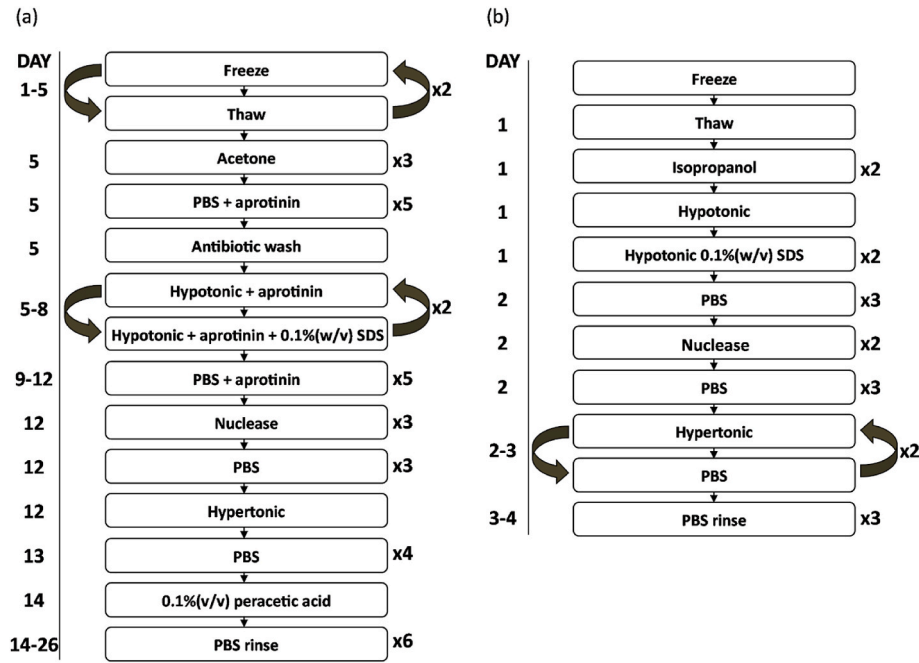 (a)
DAY
1-5
Freeze
x2
Thaw
5
Acetone
x3
5
PBS + aprotinin
x5
5
Antibiotic wash
5-8
Hypotonic + aprotinin
x2
Hypotonic + aprotinin + 0.1%(w/v) SDS
9-12
PBS + aprotinin
x5
12
Nuclease
x3
12
PBS
x3
12
Hypertonic
13
PBS
x4
14
0.1%(v/v) peracetic acid
14-26
PBS rinse
x6
(b)
DAY
Freeze
1
Thaw
1
Isopropanol
x2
1
Hypotonic
1
Hypotonic 0.1%(w/v) SDS
x2
2
PBS
x3
2
Nuclease
x2
2
PBS
x3
2-3
Hypertonic
x2
PBS
3-4
PBS rinse
x3